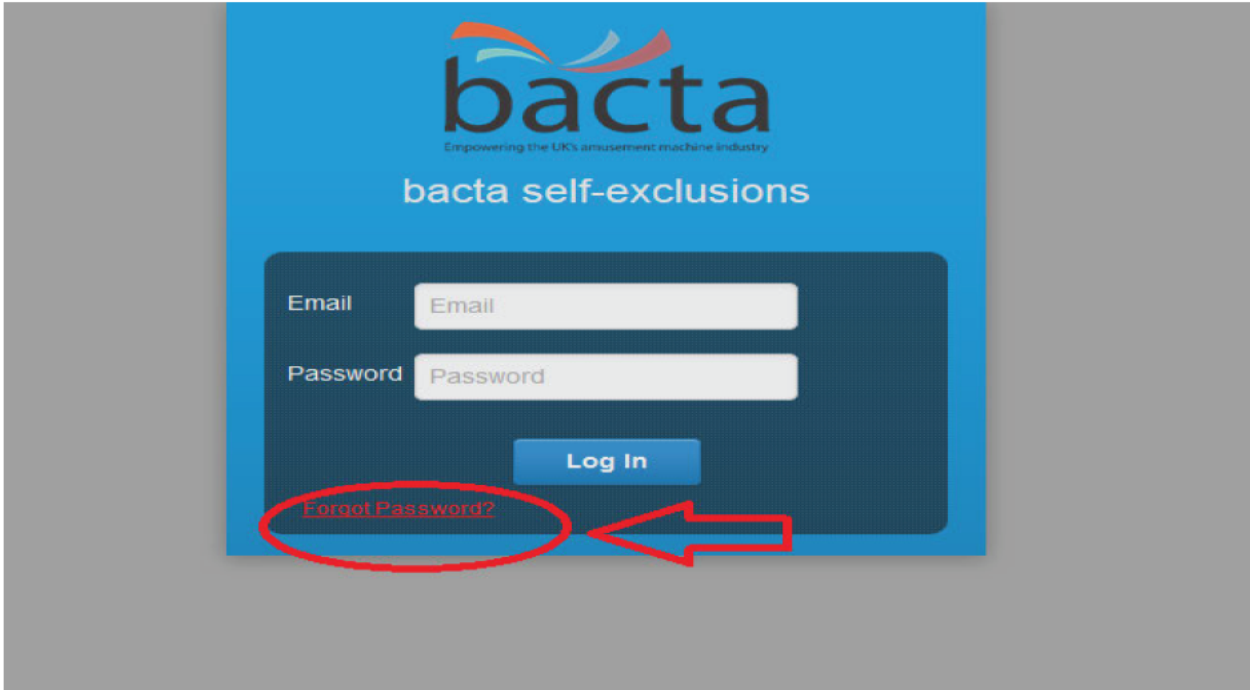 bacta
Empowering the UK's amusement machine industry
bacta self-exclusions
Email Email
Password Password
Log In
Forgot Password?